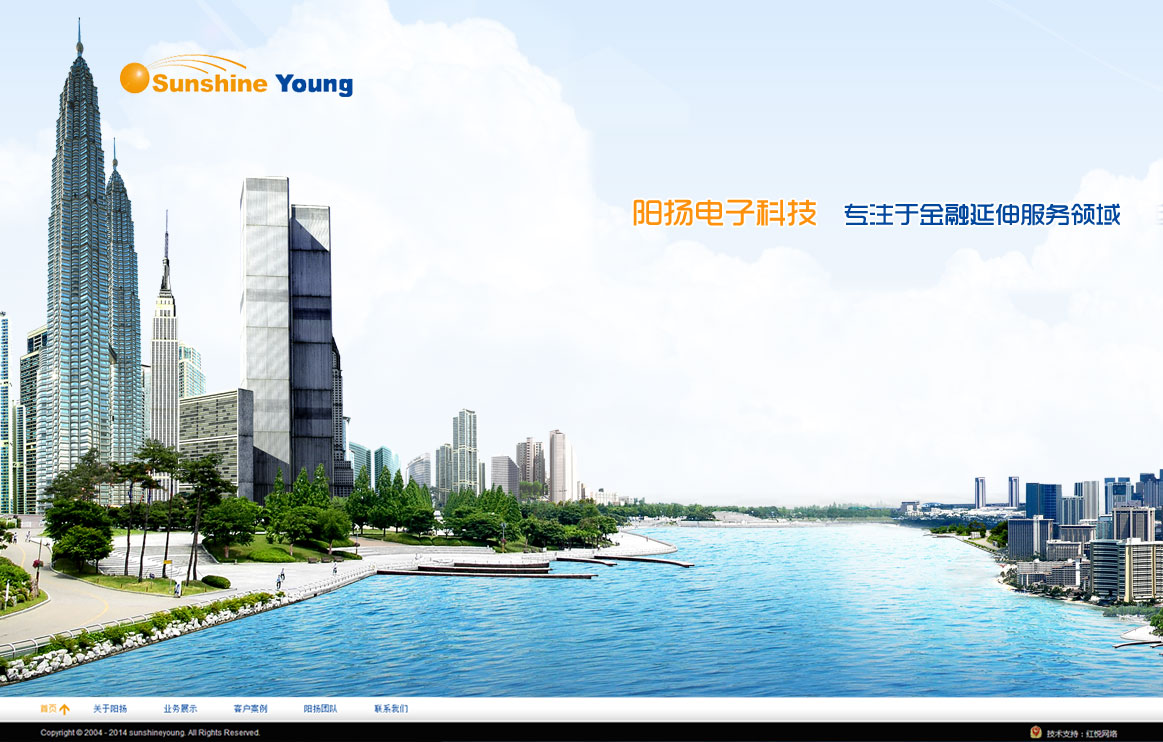 Sunshine Young
阳扬电子科技 专注于金融延伸服务领域
首页 关于阳扬 业务展示 客户案例 阳扬团队 联系我们
Copyright © 2004 - 2014 sunshineyoung. All Rights Reserved. 技术支持：红悦网络